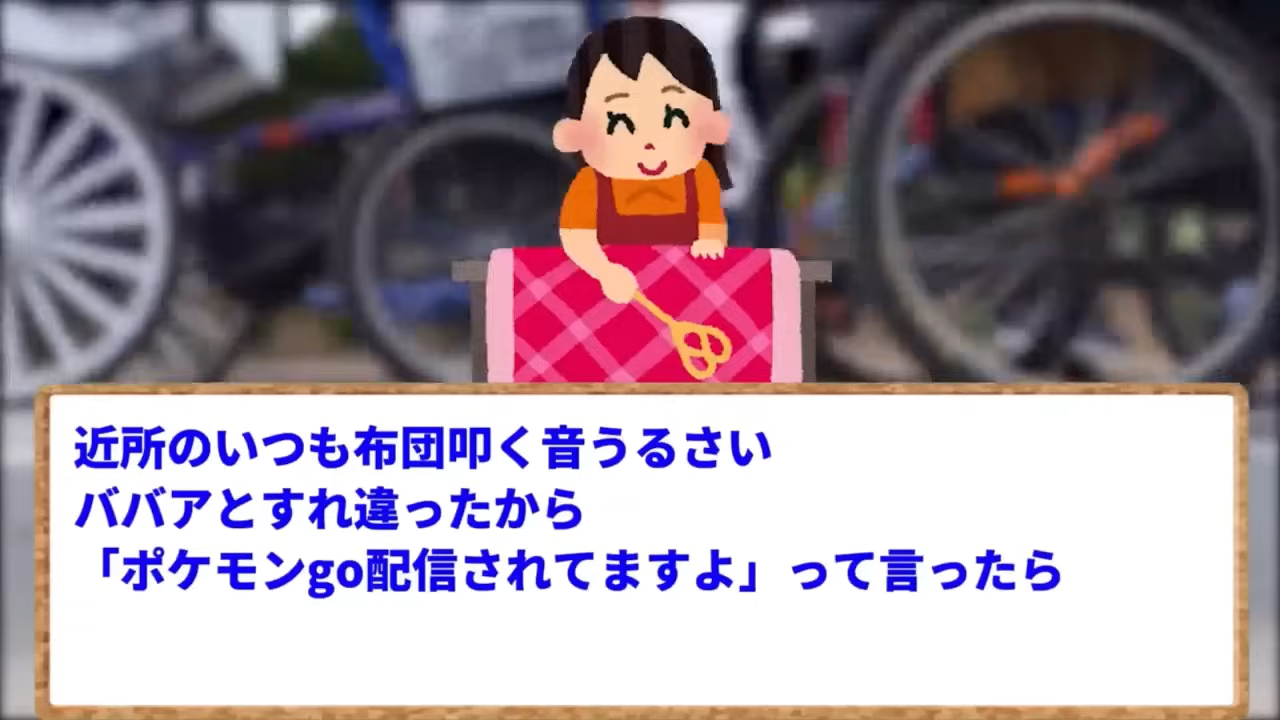 近所のいつも布団叩く音うるさい
ババアとすれ違ったから
「ポケモンgo配信されてますよ」って言ったら